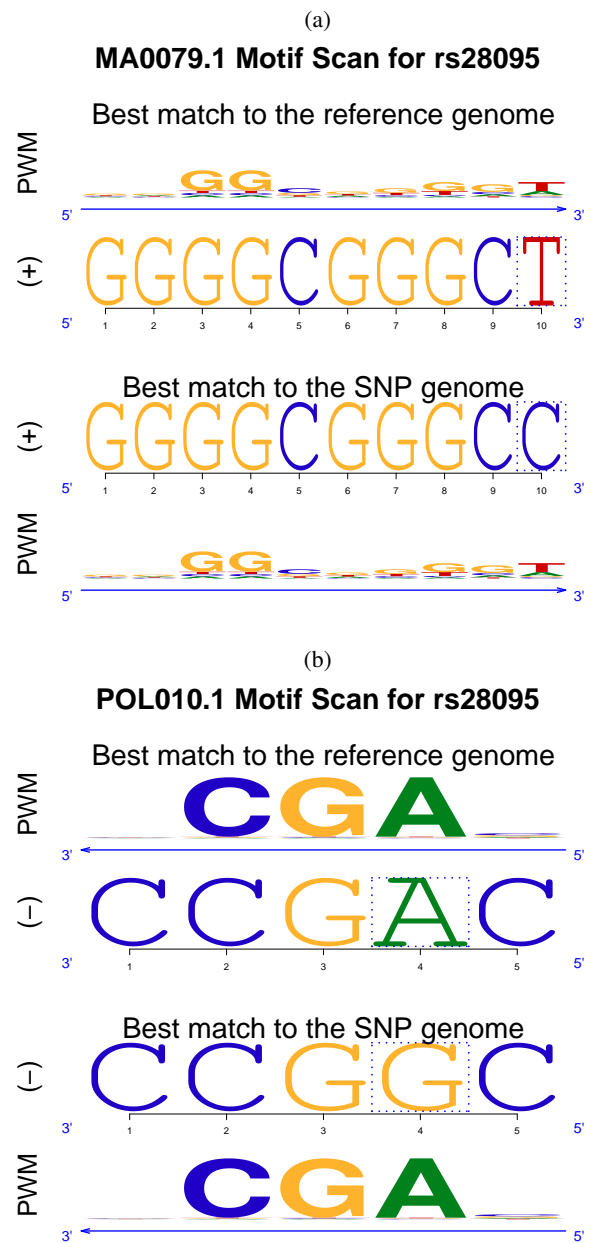 (a)
MA0079.1 Motif Scan for rs28095
Best match to the reference genome
PWM
G G C G G G G T
5' 3'
(+)
G G G G C G G G C T
5' 3'
1 2 3 4 5 6 7 8 9 10
Best match to the SNP genome
(+)
G G G G C G G G C C
5' 3'
1 2 3 4 5 6 7 8 9 10
PWM
G G C G G G G T
5' 3'
(b)
POL010.1 Motif Scan for rs28095
Best match to the reference genome
PWM
C G A
3' 5'
(−)
C C G A C
3' 5'
1 2 3 4 5
Best match to the SNP genome
(−)
C C G G C
3' 5'
1 2 3 4 5
PWM
C G A
3' 5'